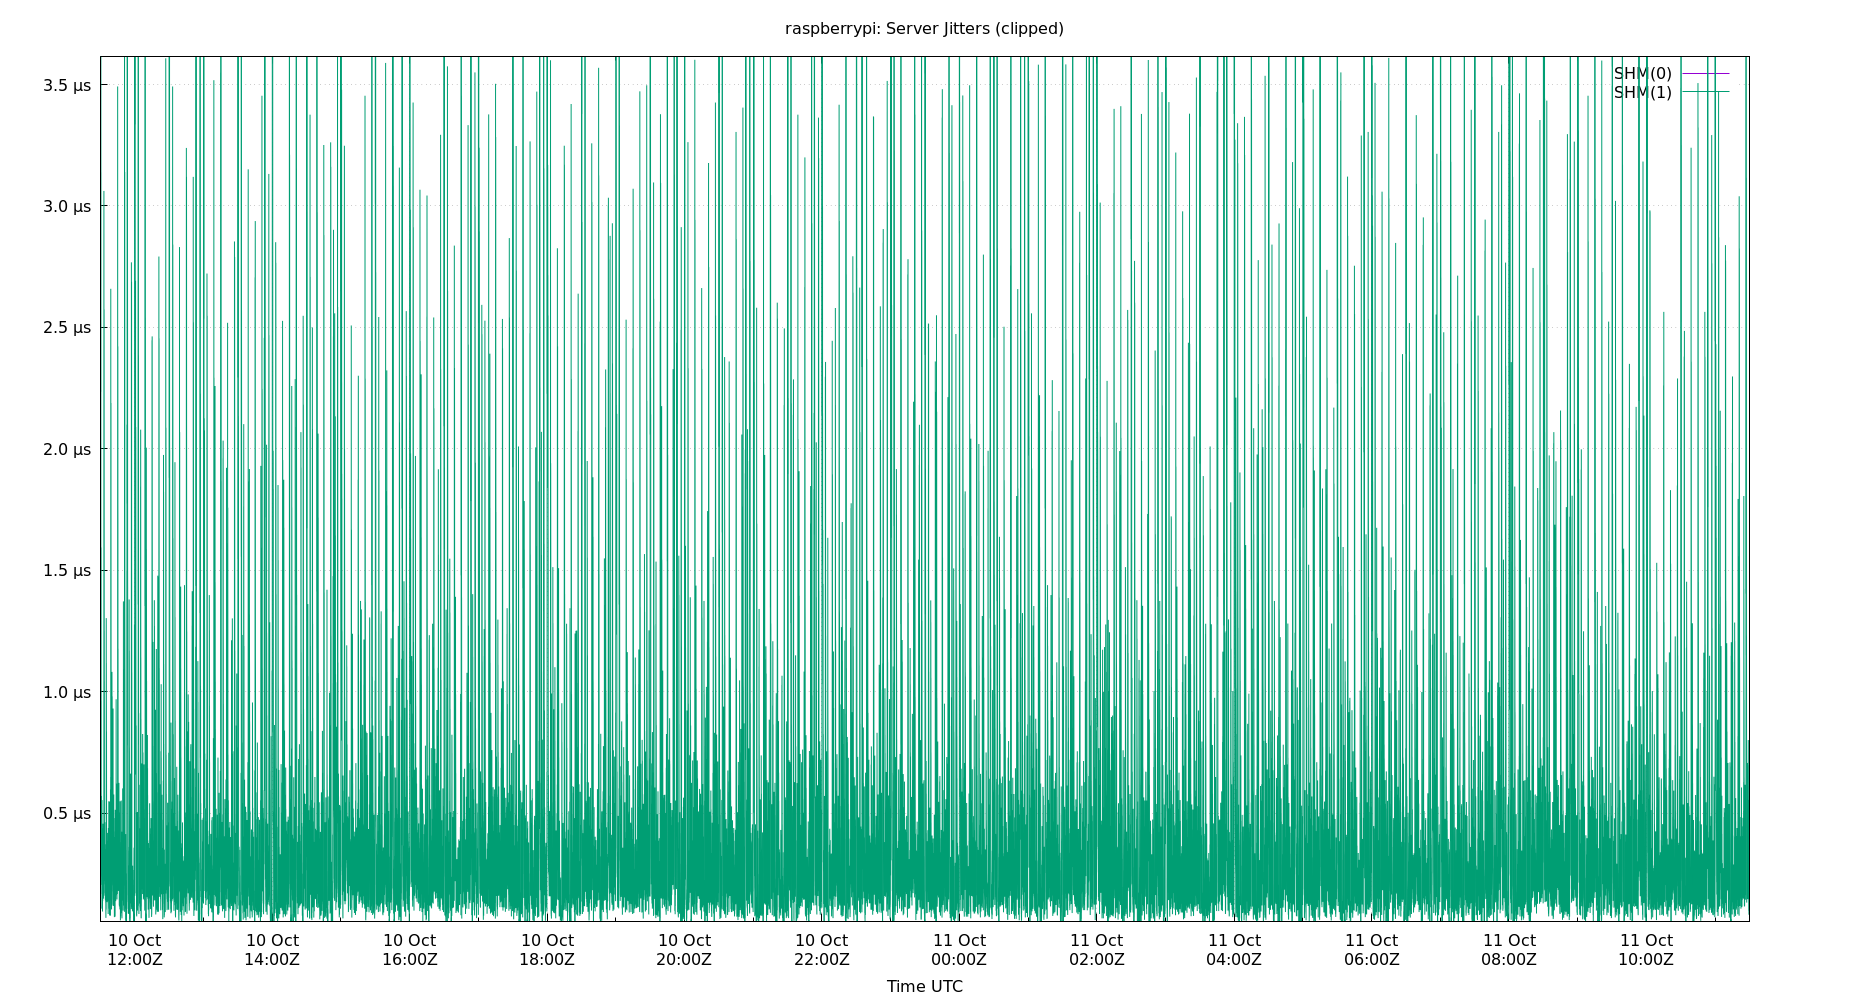 raspberrypi: Server Jitters (clipped)
SHM(0)
SHM(1)
3.5 µs
3.0 µs
2.5 µs
2.0 µs
1.5 µs
1.0 µs
0.5 µs
10 Oct 10 Oct 10 Oct 10 Oct 10 Oct 10 Oct 11 Oct 11 Oct 11 Oct 11 Oct 11 Oct 11 Oct
12:00Z 14:00Z 16:00Z 18:00Z 20:00Z 22:00Z 00:00Z 02:00Z 04:00Z 06:00Z 08:00Z 10:00Z
Time UTC